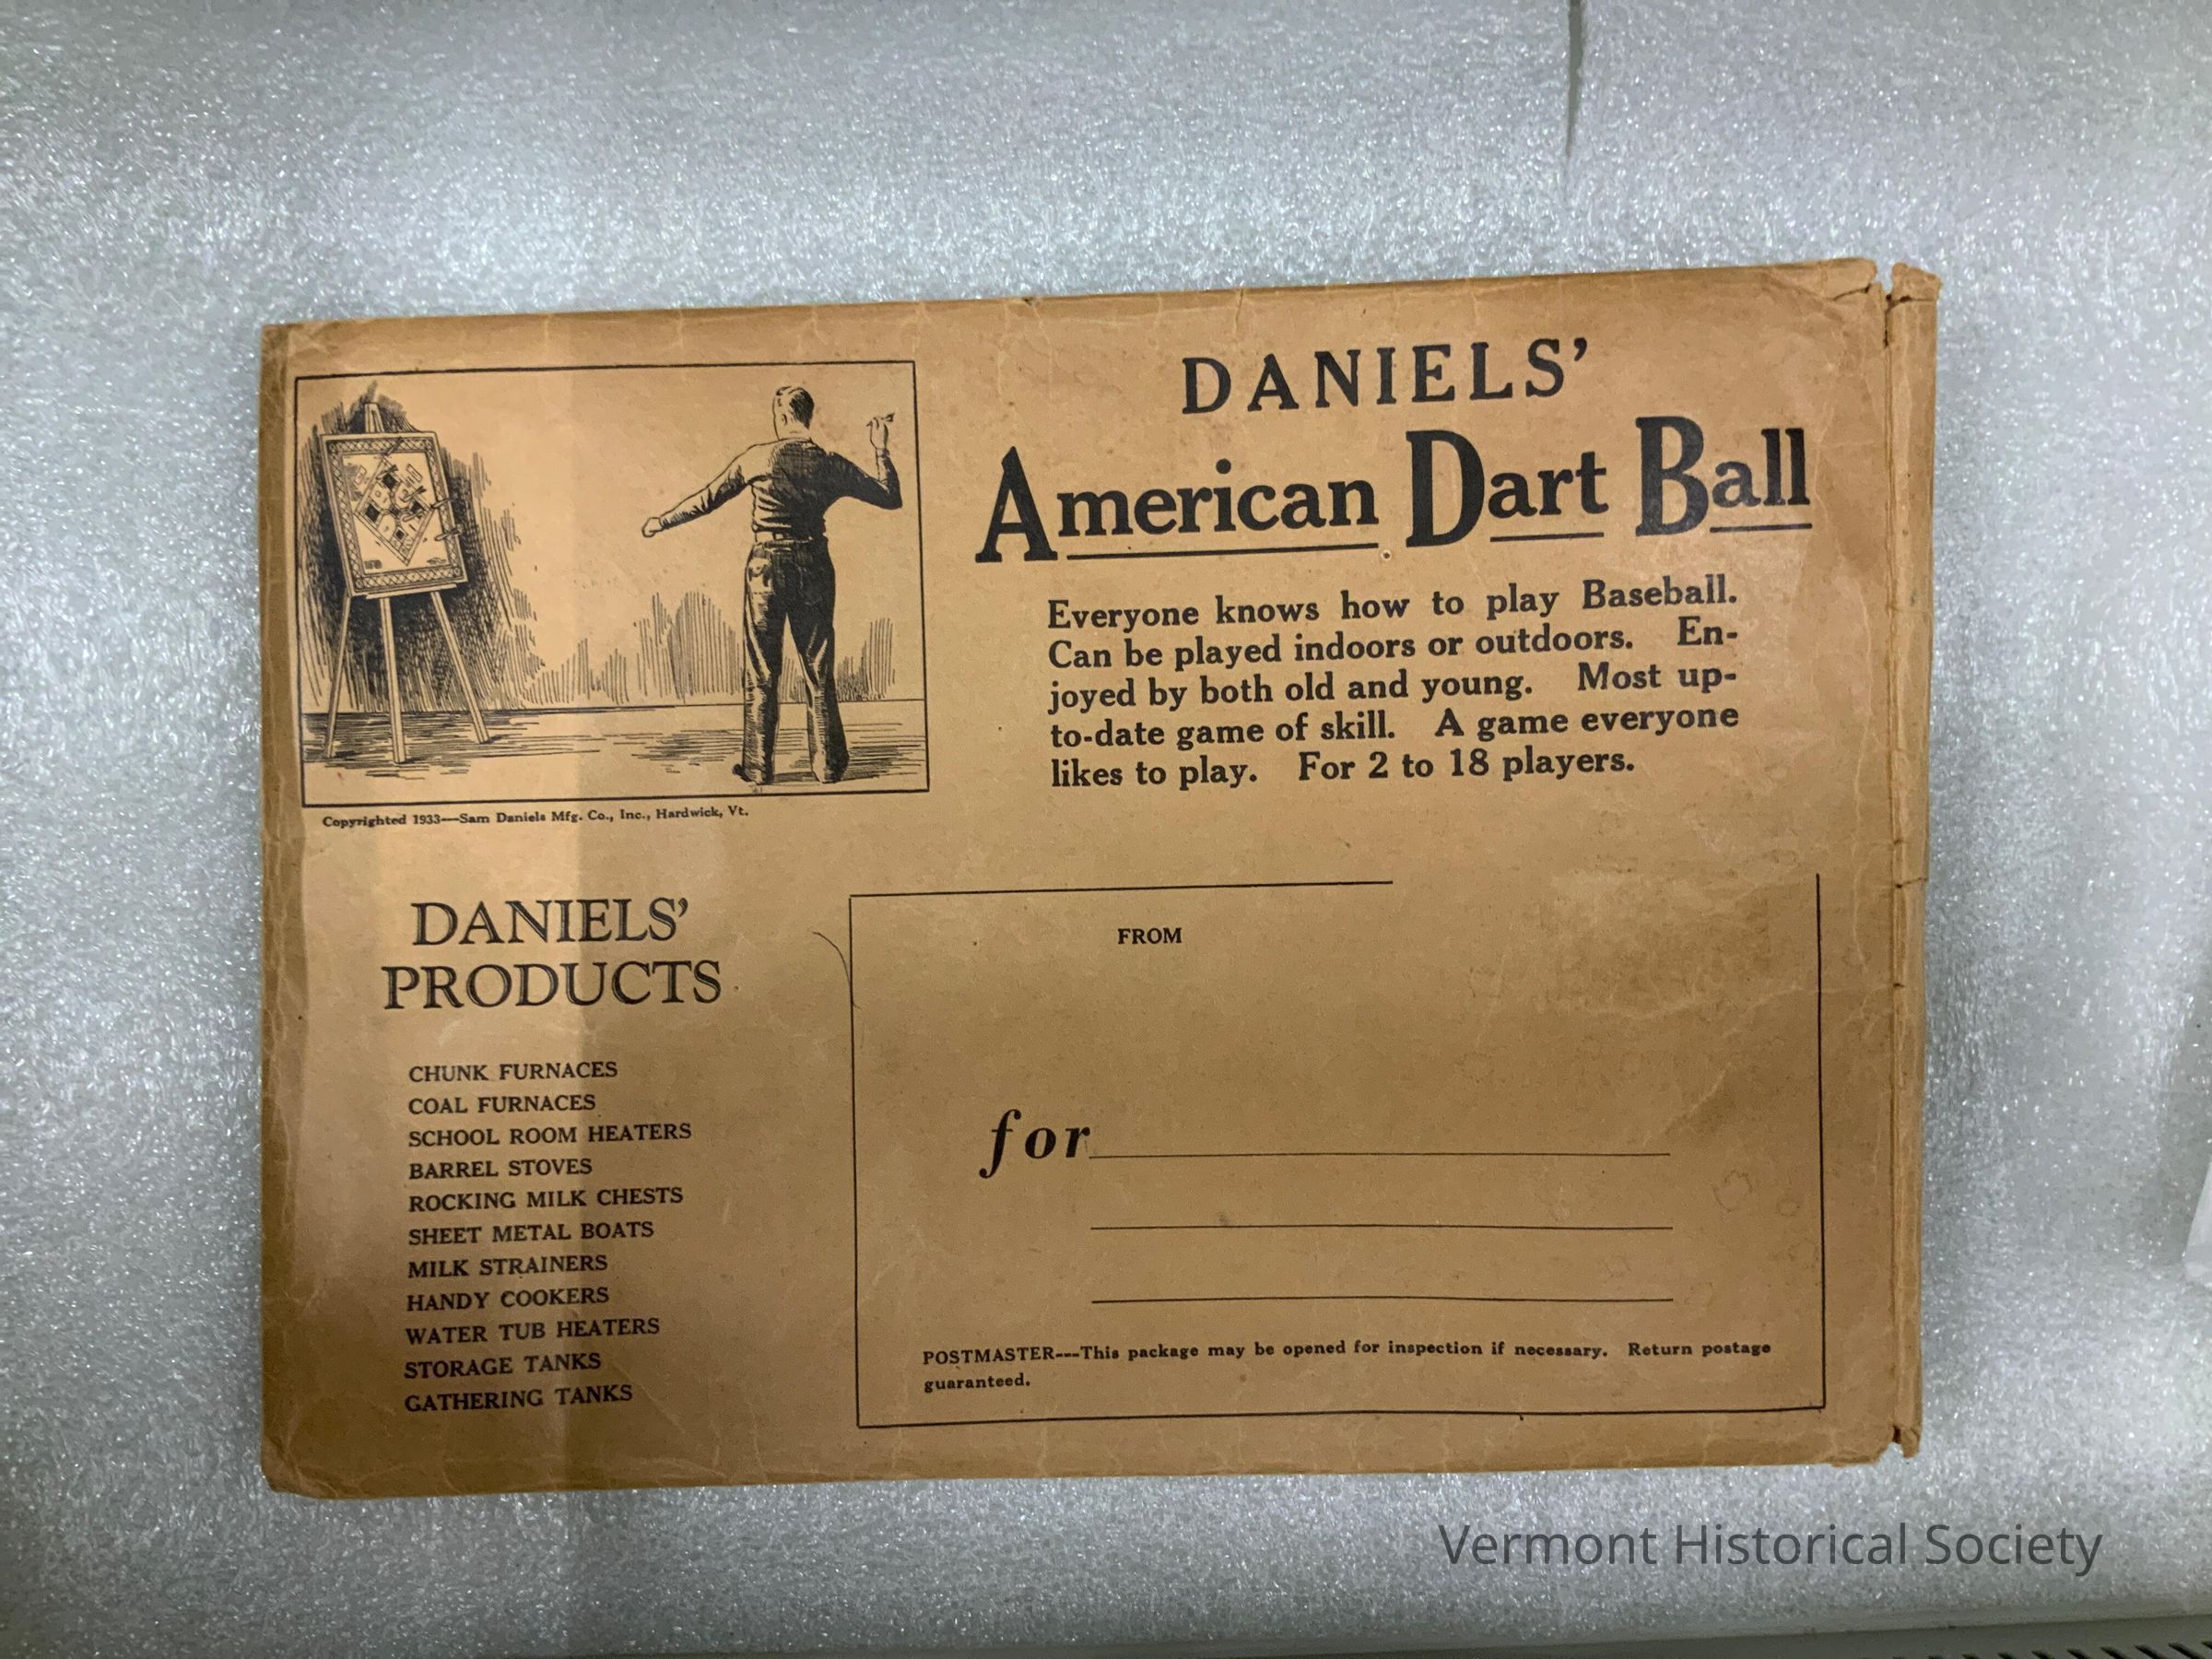 DANIELS'
American Dart Ball
Everyone knows how to play Baseball.
Can be played indoors or outdoors. En-
joyed by both old and young. Most up-
to-date game of skill. A game everyone
likes to play. For 2 to 18 players.
Copyrighted 1933---Sam Daniels Mfg. Co., Inc., Hardwick, Vt.
DANIELS'
PRODUCTS
CHUNK FURNACES
COAL FURNACES
SCHOOL ROOM HEATERS
BARREL STOVES
ROCKING MILK CHESTS
SHEET METAL BOATS
MILK STRAINERS
HANDY COOKERS
WATER TUB HEATERS
STORAGE TANKS
GATHERING TANKS
FROM
for
POSTMASTER---This package may be opened for inspection if necessary. Return postage
guaranteed.
Vermont Historical Society